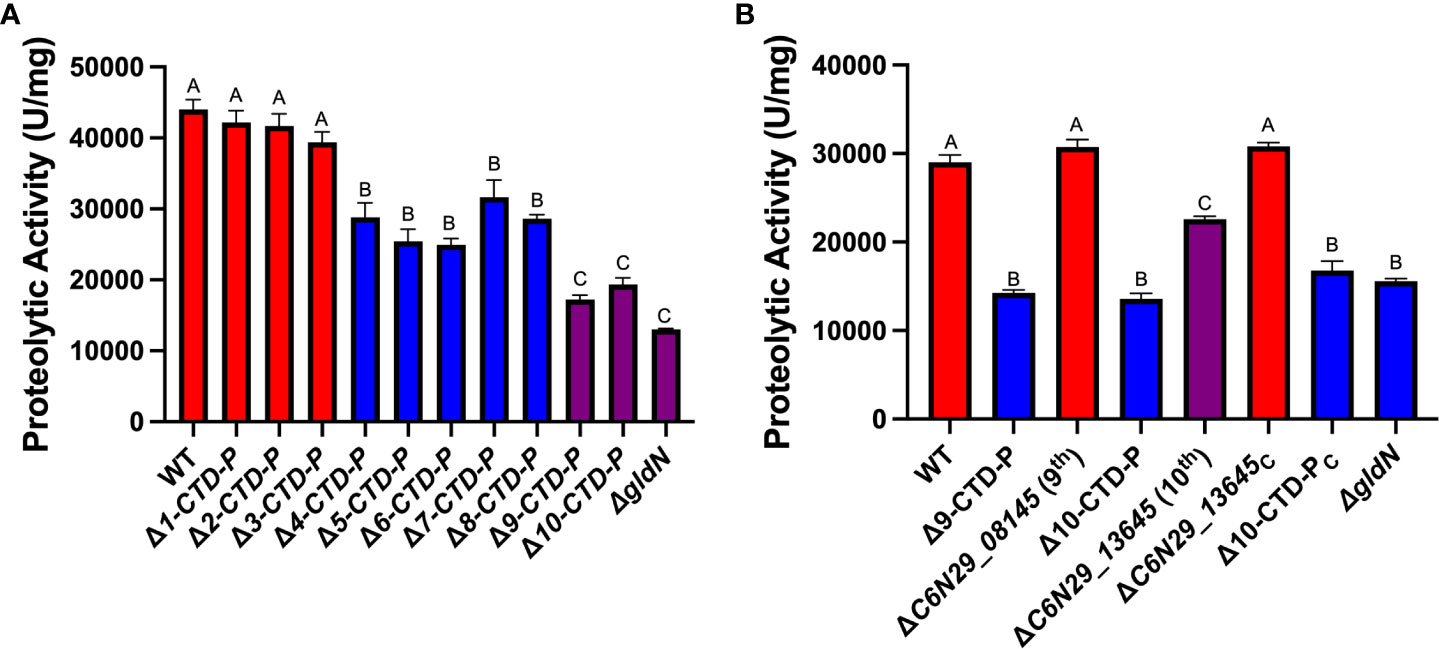 A
Proteolytic Activity (U/mg)
50000
40000
30000
20000
10000
0
A
A
A
A
B
B
B
B
B
C
C
C
WT
Δ1-CTD-P
Δ2-CTD-P
Δ3-CTD-P
Δ4-CTD-P
Δ5-CTD-P
Δ6-CTD-P
Δ7-CTD-P
Δ8-CTD-P
Δ9-CTD-P
Δ10-CTD-P
ΔgldN
B
Proteolytic Activity (U/mg)
40000
30000
20000
10000
0
A
B
A
B
C
A
B
B
WT
Δ9-CTD-P
ΔC6N29_08145 (9th)
Δ10-CTD-P
ΔC6N29_13645 (10th)
ΔC6N29_13645C
Δ10-CTD-PC
ΔgldN